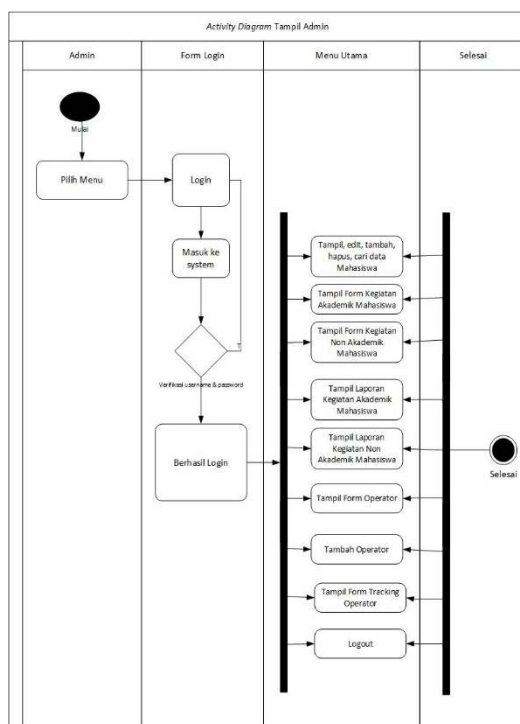 Activity Diagram Tampil Admin
Admin
Form Login
Menu Utama
Selesai
Mulai
Pilih Menu
Login
Masuk ke
system
Verifikasi username & password
Berhasil Login
Tampil, edit, tambah,
hapus, cari data
Mahasiswa
Tampil Form Kegiatan
Akademik Mahasiswa
Tampil Form Kegiatan
Non Akademik
Mahasiswa
Tampil Laporan
Kegiatan Akademik
Mahasiswa
Tampil Laporan
Kegiatan Non
Akademik Mahasiswa
Tampil Form Operator
Tambah Operator
Tampil Form Tracking
Operator
Logout
Selesai